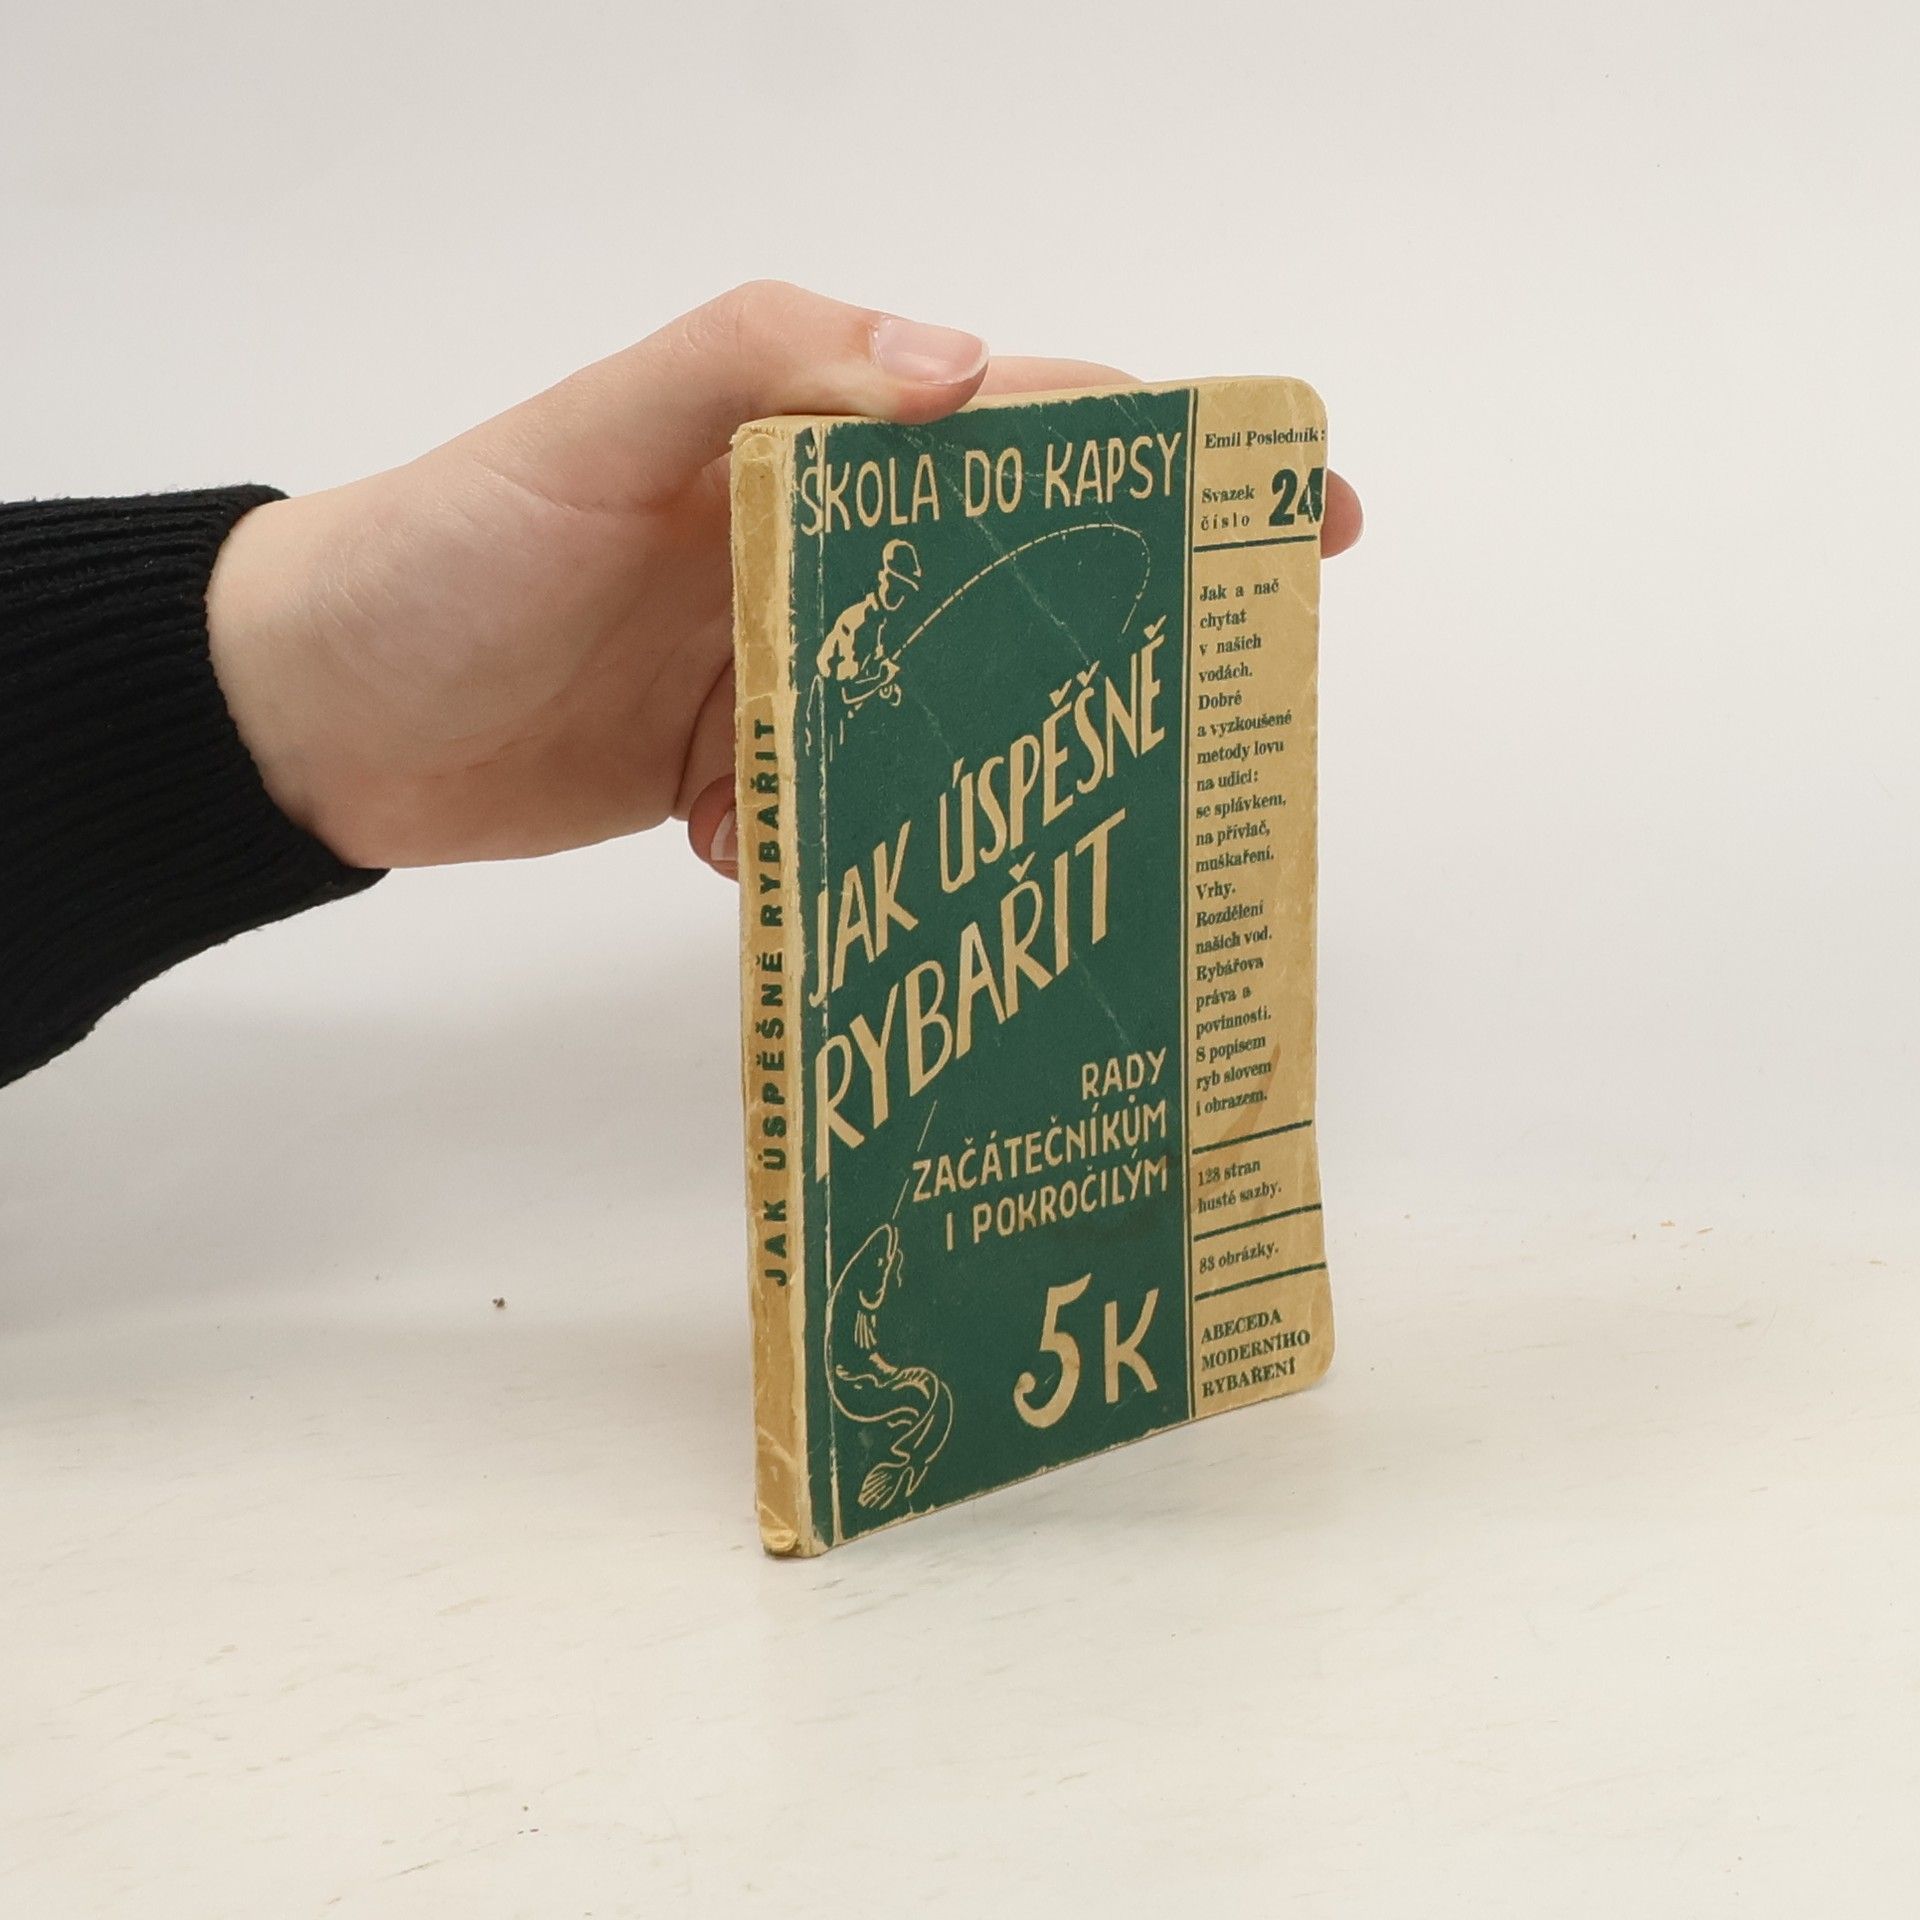 JAK ÚSPĚŠNĚ RYBAŘIT
ŠKOLA DO KAPSY
JAK ÚSPĚŠNĚ
RYBAŘIT
RADY
ZAČÁTEČNÍKŮM
I POKROČILÝM
5K
Emil Posledník:
Svazek
číslo 24
Jak a nač
chytat
v našich
vodách.
Dobré
a vyzkoušené
metody lovu
na udici:
se splávkem,
na přívlač,
muškaření.
Vrhy.
Rozdělení
našich vod.
Rybářova
práva a
povinnosti.
S popisem
ryb slovem
i obrazem.
128 stran
husté sazby.
83 obrázky.
ABECEDA
MODERNÍHO
RYBAŘENÍ